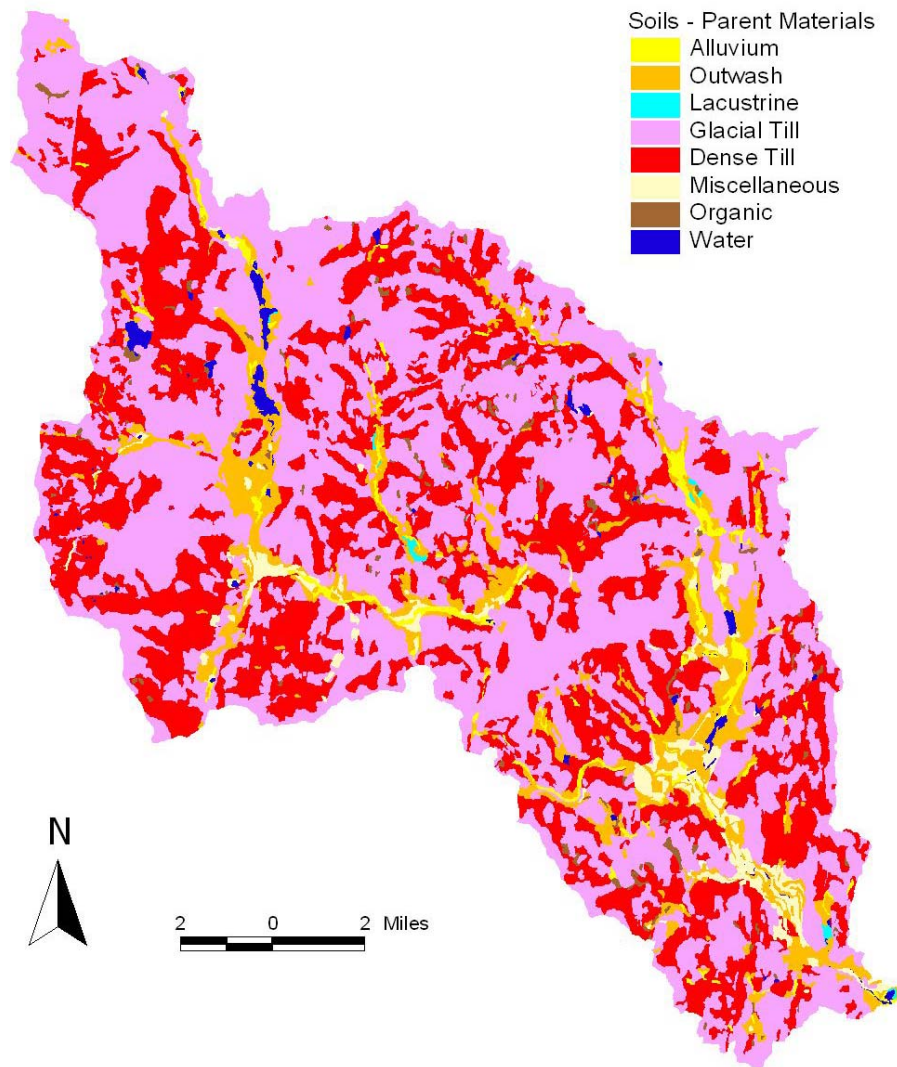 Soils - Parent Materials
Alluvium
Outwash
Lacustrine
Glacial Till
Dense Till
Miscellaneous
Organic
Water
N
2 0 2 Miles